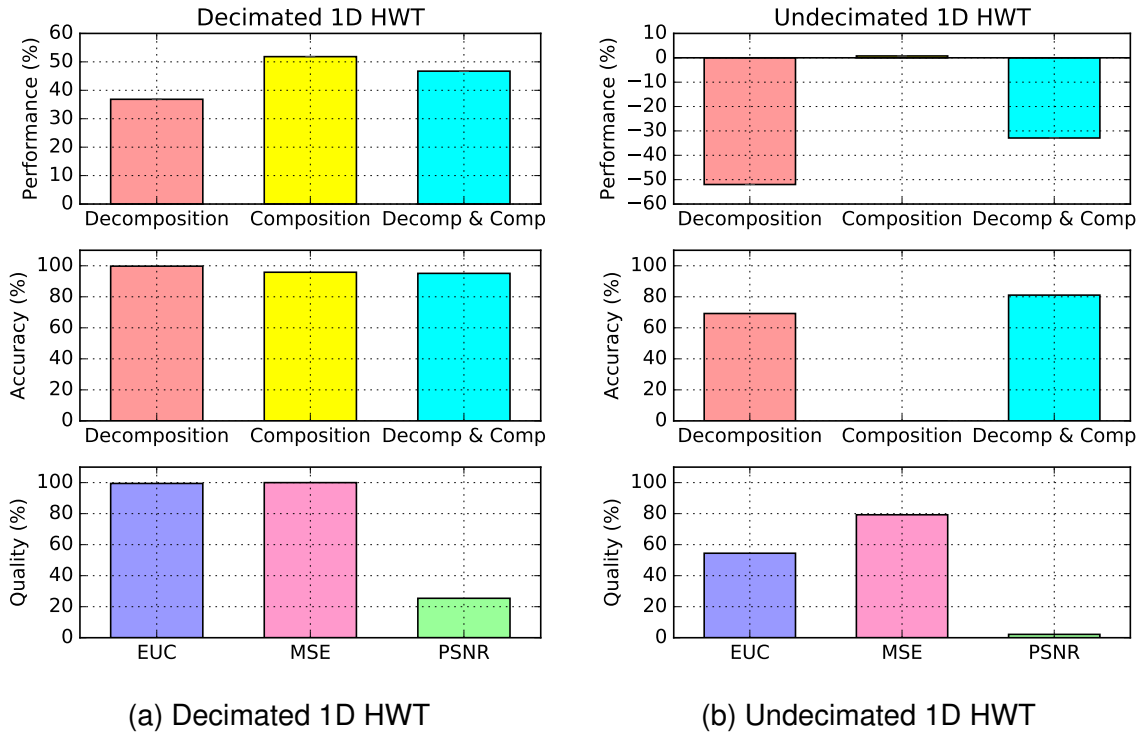 Decimated 1D HWT
Performance (%)
60
50
40
30
20
10
0
Decomposition Composition Decomp & Comp
Accuracy (%)
100
80
60
40
20
0
Decomposition Composition Decomp & Comp
Quality (%)
100
80
60
40
20
0
EUC MSE PSNR
(a) Decimated 1D HWT
Undecimated 1D HWT
Performance (%)
10
0
−10
−20
−30
−40
−50
−60
Decomposition Composition Decomp & Comp
Accuracy (%)
100
80
60
40
20
0
Decomposition Composition Decomp & Comp
Quality (%)
100
80
60
40
20
0
EUC MSE PSNR
(b) Undecimated 1D HWT